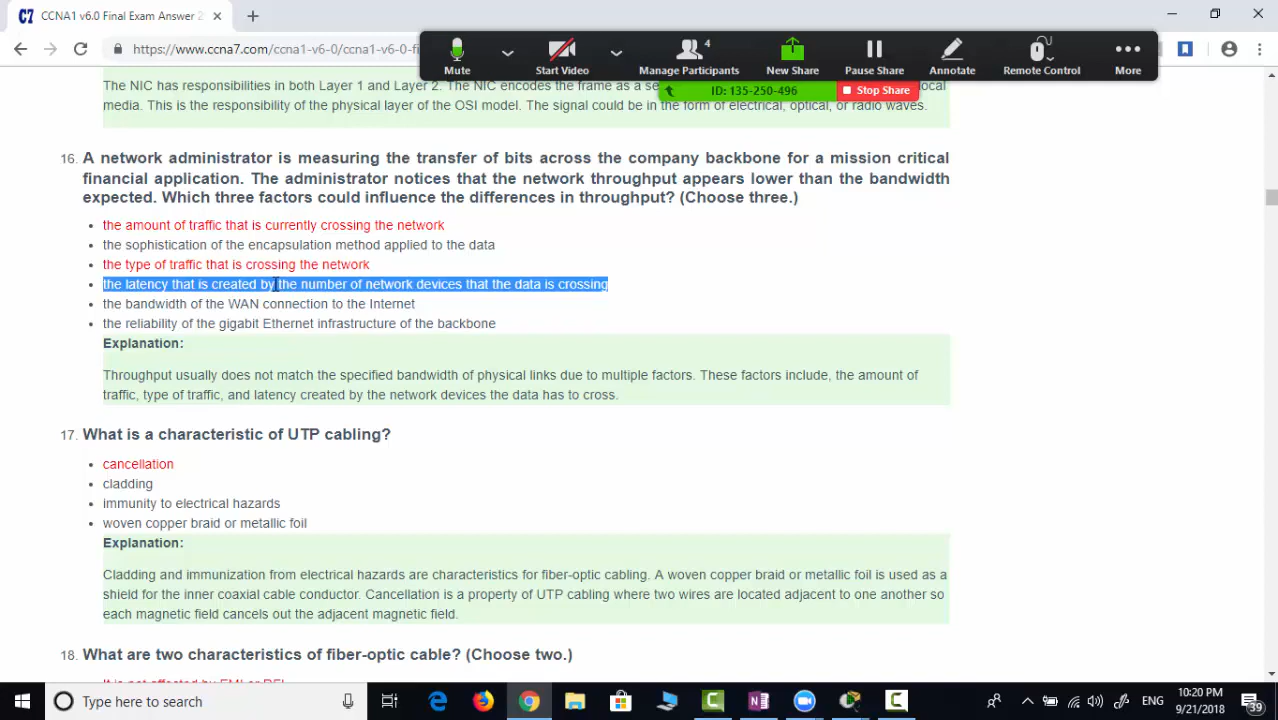 CCNA1 v6.0 Final Exam Answer 2
https://www.ccna7.com/ccna1-v6-0/ccna1-v6-0-fi
Mute
Start Video
4
Manage Participants
New Share
Pause Share
Annotate
Remote Control
More
ID: 135-250-496
Stop Share
The NIC has responsibilities in both Layer 1 and Layer 2. The NIC encodes the frame as a se local
media. This is the responsibility of the physical layer of the OSI model. The signal could be in the form of electrical, optical, or radio waves.
16. A network administrator is measuring the transfer of bits across the company backbone for a mission critical
financial application. The administrator notices that the network throughput appears lower than the bandwidth
expected. Which three factors could influence the differences in throughput? (Choose three.)
the amount of traffic that is currently crossing the network
the sophistication of the encapsulation method applied to the data
the type of traffic that is crossing the network
the latency that is created by the number of network devices that the data is crossing
the bandwidth of the WAN connection to the Internet
the reliability of the gigabit Ethernet infrastructure of the backbone
Explanation:
Throughput usually does not match the specified bandwidth of physical links due to multiple factors. These factors include, the amount of
traffic, type of traffic, and latency created by the network devices the data has to cross.
17. What is a characteristic of UTP cabling?
cancellation
cladding
immunity to electrical hazards
woven copper braid or metallic foil
Explanation:
Cladding and immunization from electrical hazards are characteristics for fiber-optic cabling. A woven copper braid or metallic foil is used as a
shield for the inner coaxial cable conductor. Cancellation is a property of UTP cabling where two wires are located adjacent to one another so
each magnetic field cancels out the adjacent magnetic field.
18. What are two characteristics of fiber-optic cable? (Choose two.)
It is not affected by EMI or RFI.
Type here to search
ENG
10:20 PM
9/21/2018
39